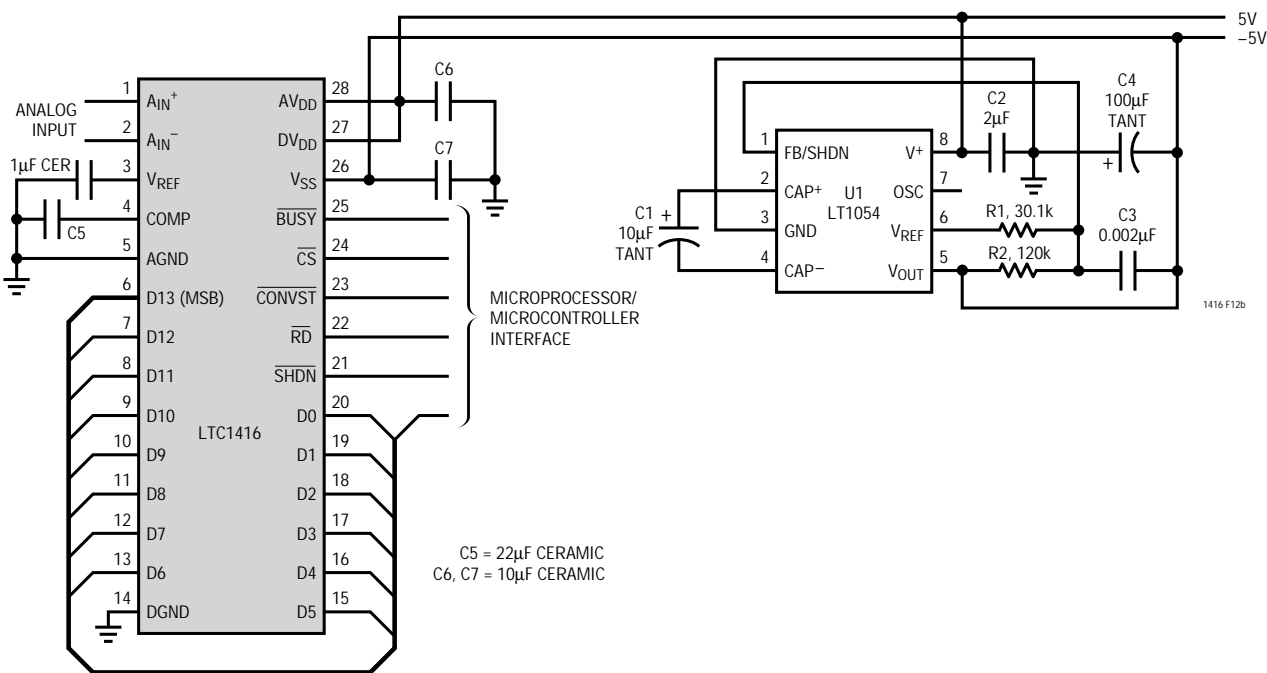 5V
–5V
ANALOG
INPUT
1µF CER
C5
1
2
3
4
5
6
7
8
9
10
11
12
13
14
AIN+
AIN–
VREF
COMP
AGND
D13 (MSB)
D12
D11
D10
D9
D8
D7
D6
DGND
LTC1416
AVDD
DVDD
VSS
BUSY
CS
CONVST
RD
SHDN
D0
D1
D2
D3
D4
D5
28
27
26
25
24
23
22
21
20
19
18
17
16
15
C6
C7
MICROPROCESSOR/
MICROCONTROLLER
INTERFACE
C5 = 22µF CERAMIC
C6, C7 = 10µF CERAMIC
C1
10µF
TANT
+
1
2
3
4
FB/SHDN
CAP+
GND
CAP–
U1
LT1054
V+
OSC
VREF
VOUT
8
7
6
5
C2
2µF
R1, 30.1k
R2, 120k
C4
100µF
TANT
+
C3
0.002µF
1416 F12b